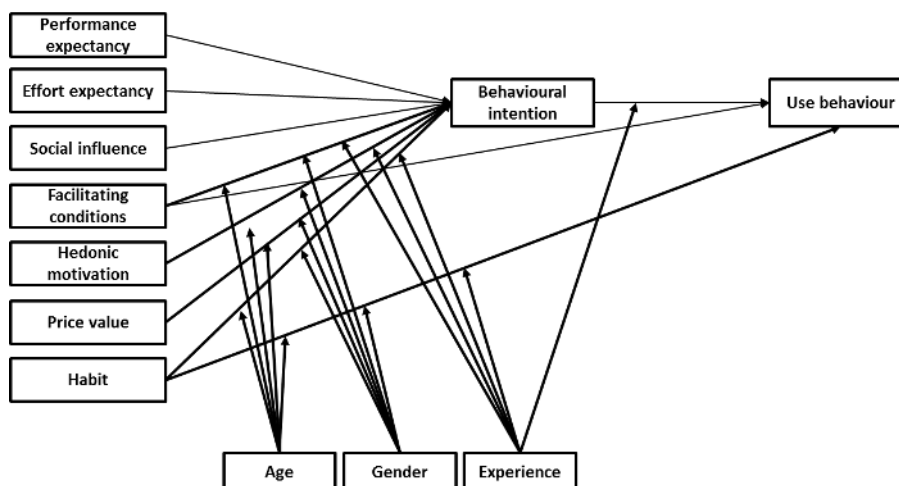 Performance
expectancy
Effort expectancy
Social influence
Facilitating
conditions
Hedonic
motivation
Price value
Habit
Behavioural
intention
Use behaviour
Age
Gender
Experience